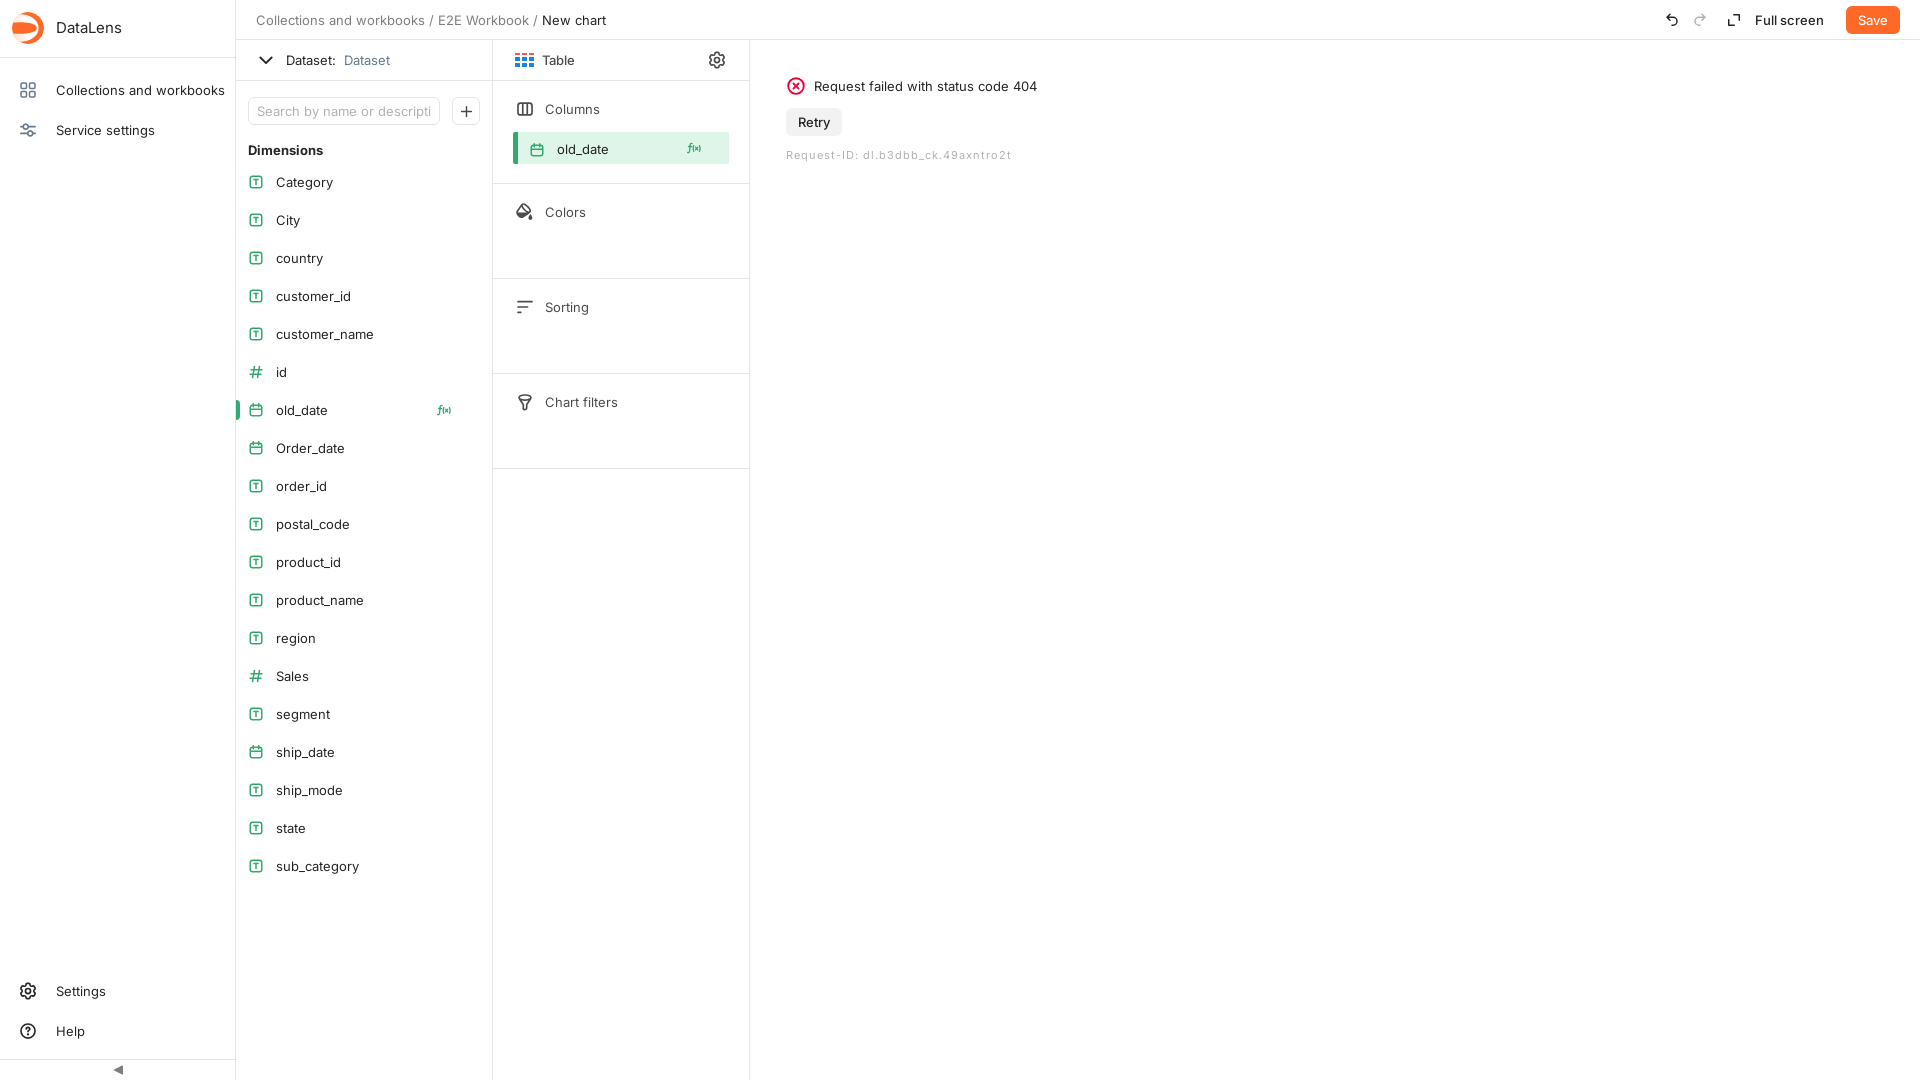 DataLens
Collections and workbooks
Service settings
Settings
Help
Collections and workbooks / E2E Workbook / New chart
Full screen
Save
Dataset: Dataset
Search by name or descripti
Dimensions
Category
City
country
customer_id
customer_name
id
old_date
Order_date
order_id
postal_code
product_id
product_name
region
Sales
segment
ship_date
ship_mode
state
sub_category
Table
Columns
old_date
Colors
Sorting
Chart filters
Request failed with status code 404
Retry
Request-ID: dl.b3dbb_ck.49axntro2t